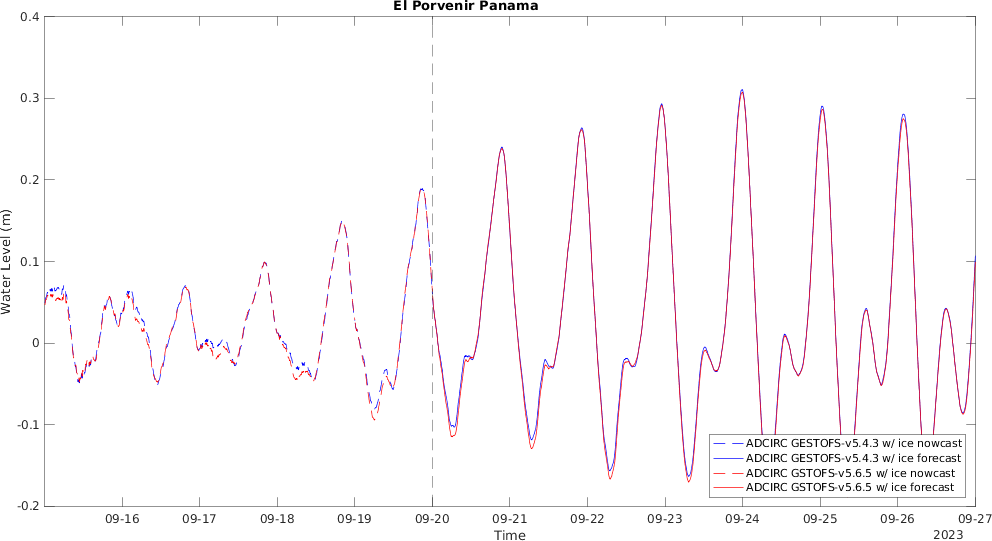 El Porvenir Panama
0.4
0.3
0.2
0.1
0
-0.1
-0.2
Water Level (m)
ADCIRC GESTOFS-v5.4.3 w/ ice nowcast
ADCIRC GESTOFS-v5.4.3 w/ ice forecast
ADCIRC GSTOFS-v5.6.5 w/ ice nowcast
ADCIRC GSTOFS-v5.6.5 w/ ice forecast
09-16 09-17 09-18 09-19 09-20 09-21 09-22 09-23 09-24 09-25 09-26 09-27
Time
2023